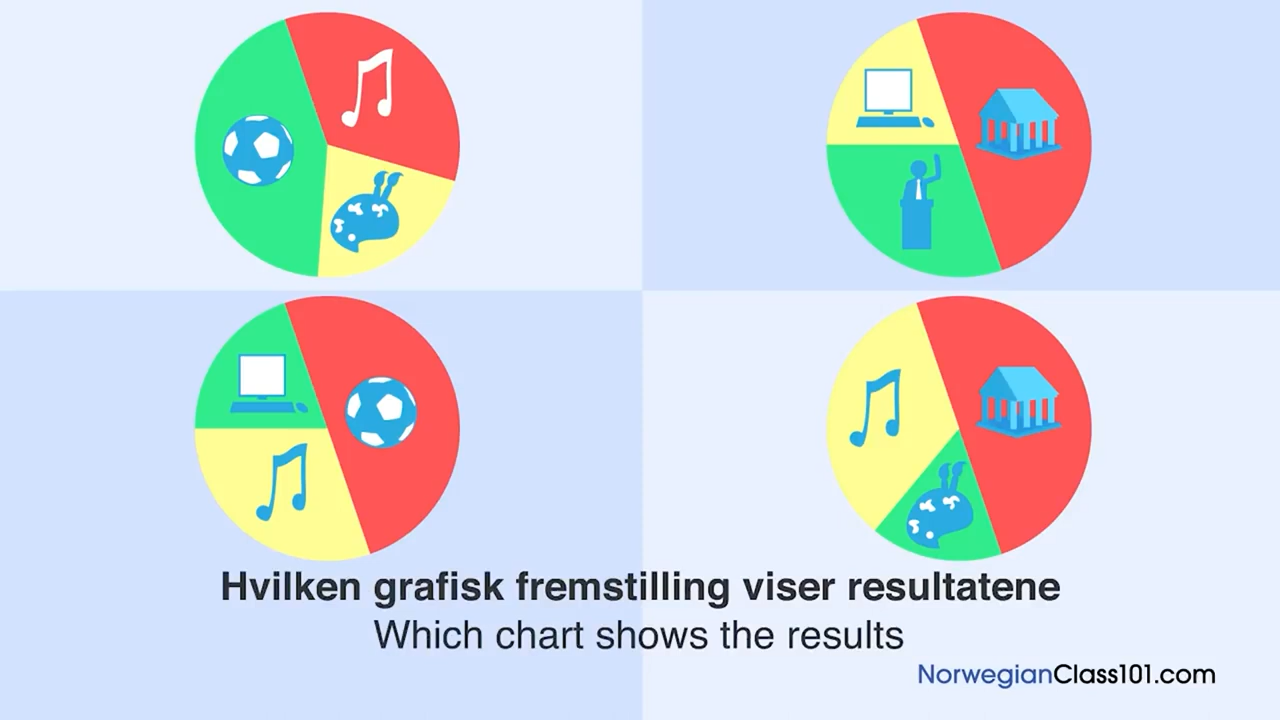 Hvilken grafisk fremstilling viser resultatene
Which chart shows the results
NorwegianClass101.com